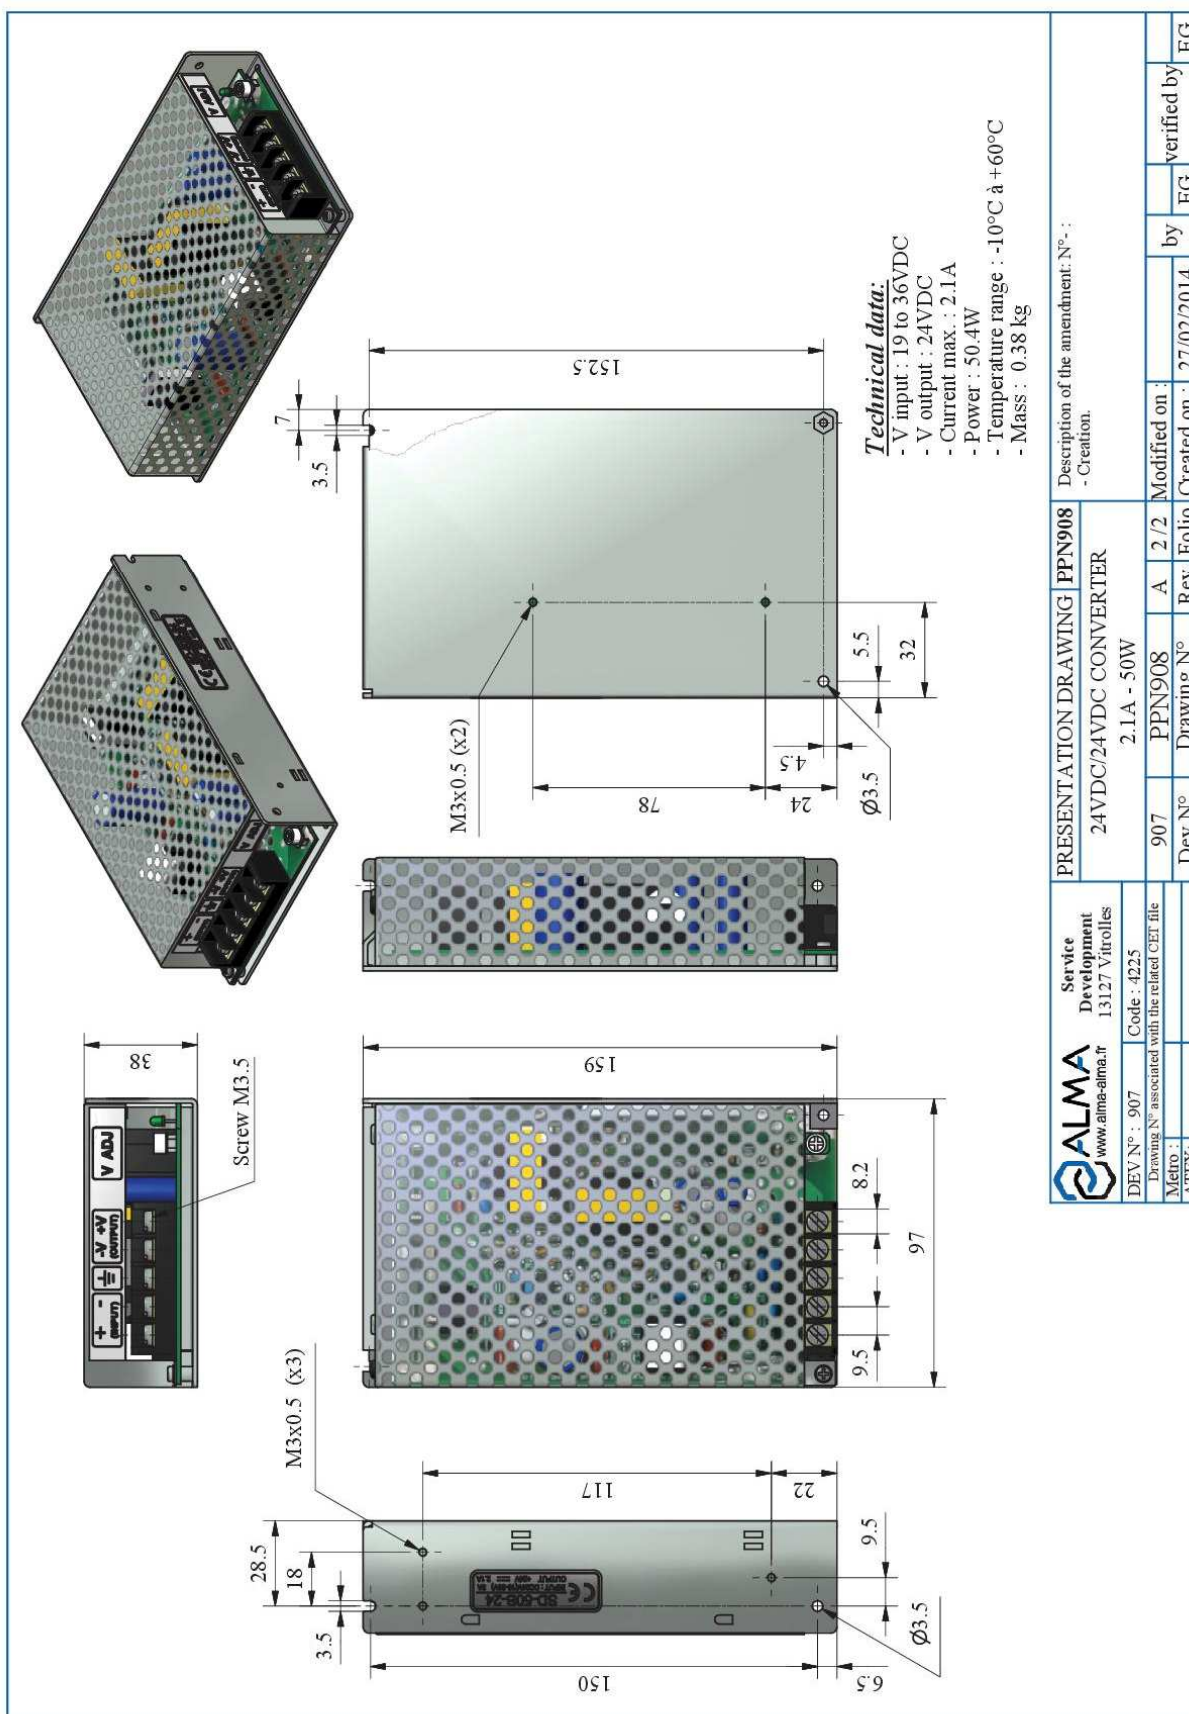 + -
(INPUT)
-V +V
(OUTPUT)
V ADJ
38
Screw M3.5
V ADJ
V ADJ
M3x0.5 (x3)
28.5
18
3.5
117
22
150
6.5
9.5
Ø3.5
SD-50B-24
CE
159
9.5
8.2
97
M3x0.5 (x2)
3.5
7
152.5
78
24
4.5
5.5
32
Ø3.5
Technical data:
- V input : 19 to 36VDC
- V output : 24VDC
- Current max. : 2.1A
- Power : 50.4W
- Temperature range : -10°C à +60°C
- Mass : 0.38 kg
ALMA
www.alma-alma.fr
Service
Development
13127 Vitrolles
DEV N° : 907
Code : 4225
Drawing N° associated with the related CET file
Metro :
PRESENTATION DRAWING
PPN908
24VDC/24VDC CONVERTER
2.1A - 50W
907
PPN908
A
2/2
Dev N°
Drawing N°
Rev
Folio
Description of the amendment: N°- :
- Creation.
Modified on :
by
verified by
Created on :
27/02/2014
EG
EG